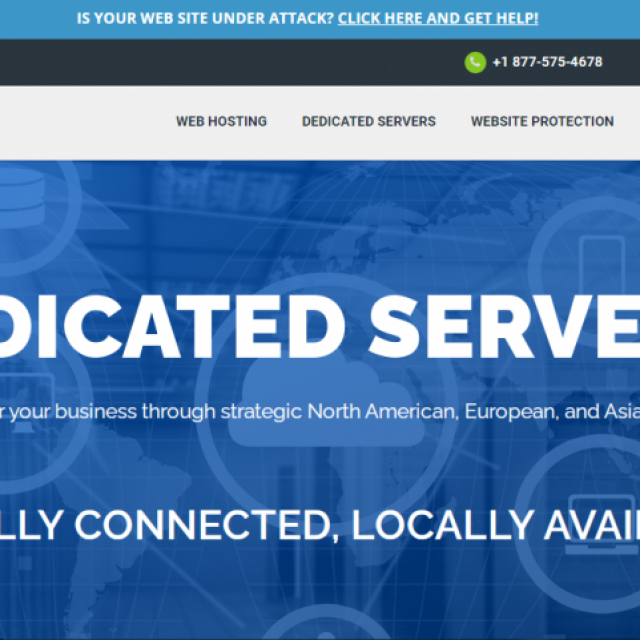 IS YOUR WEB SITE UNDER ATTACK? CLICK HERE AND GET HELP!
+1 877-575-4678
WEB HOSTING DEDICATED SERVERS WEBSITE PROTECTION
DICATED SERVE
r your business through strategic North American, European, and Asia
LLY CONNECTED, LOCALLY AVAI